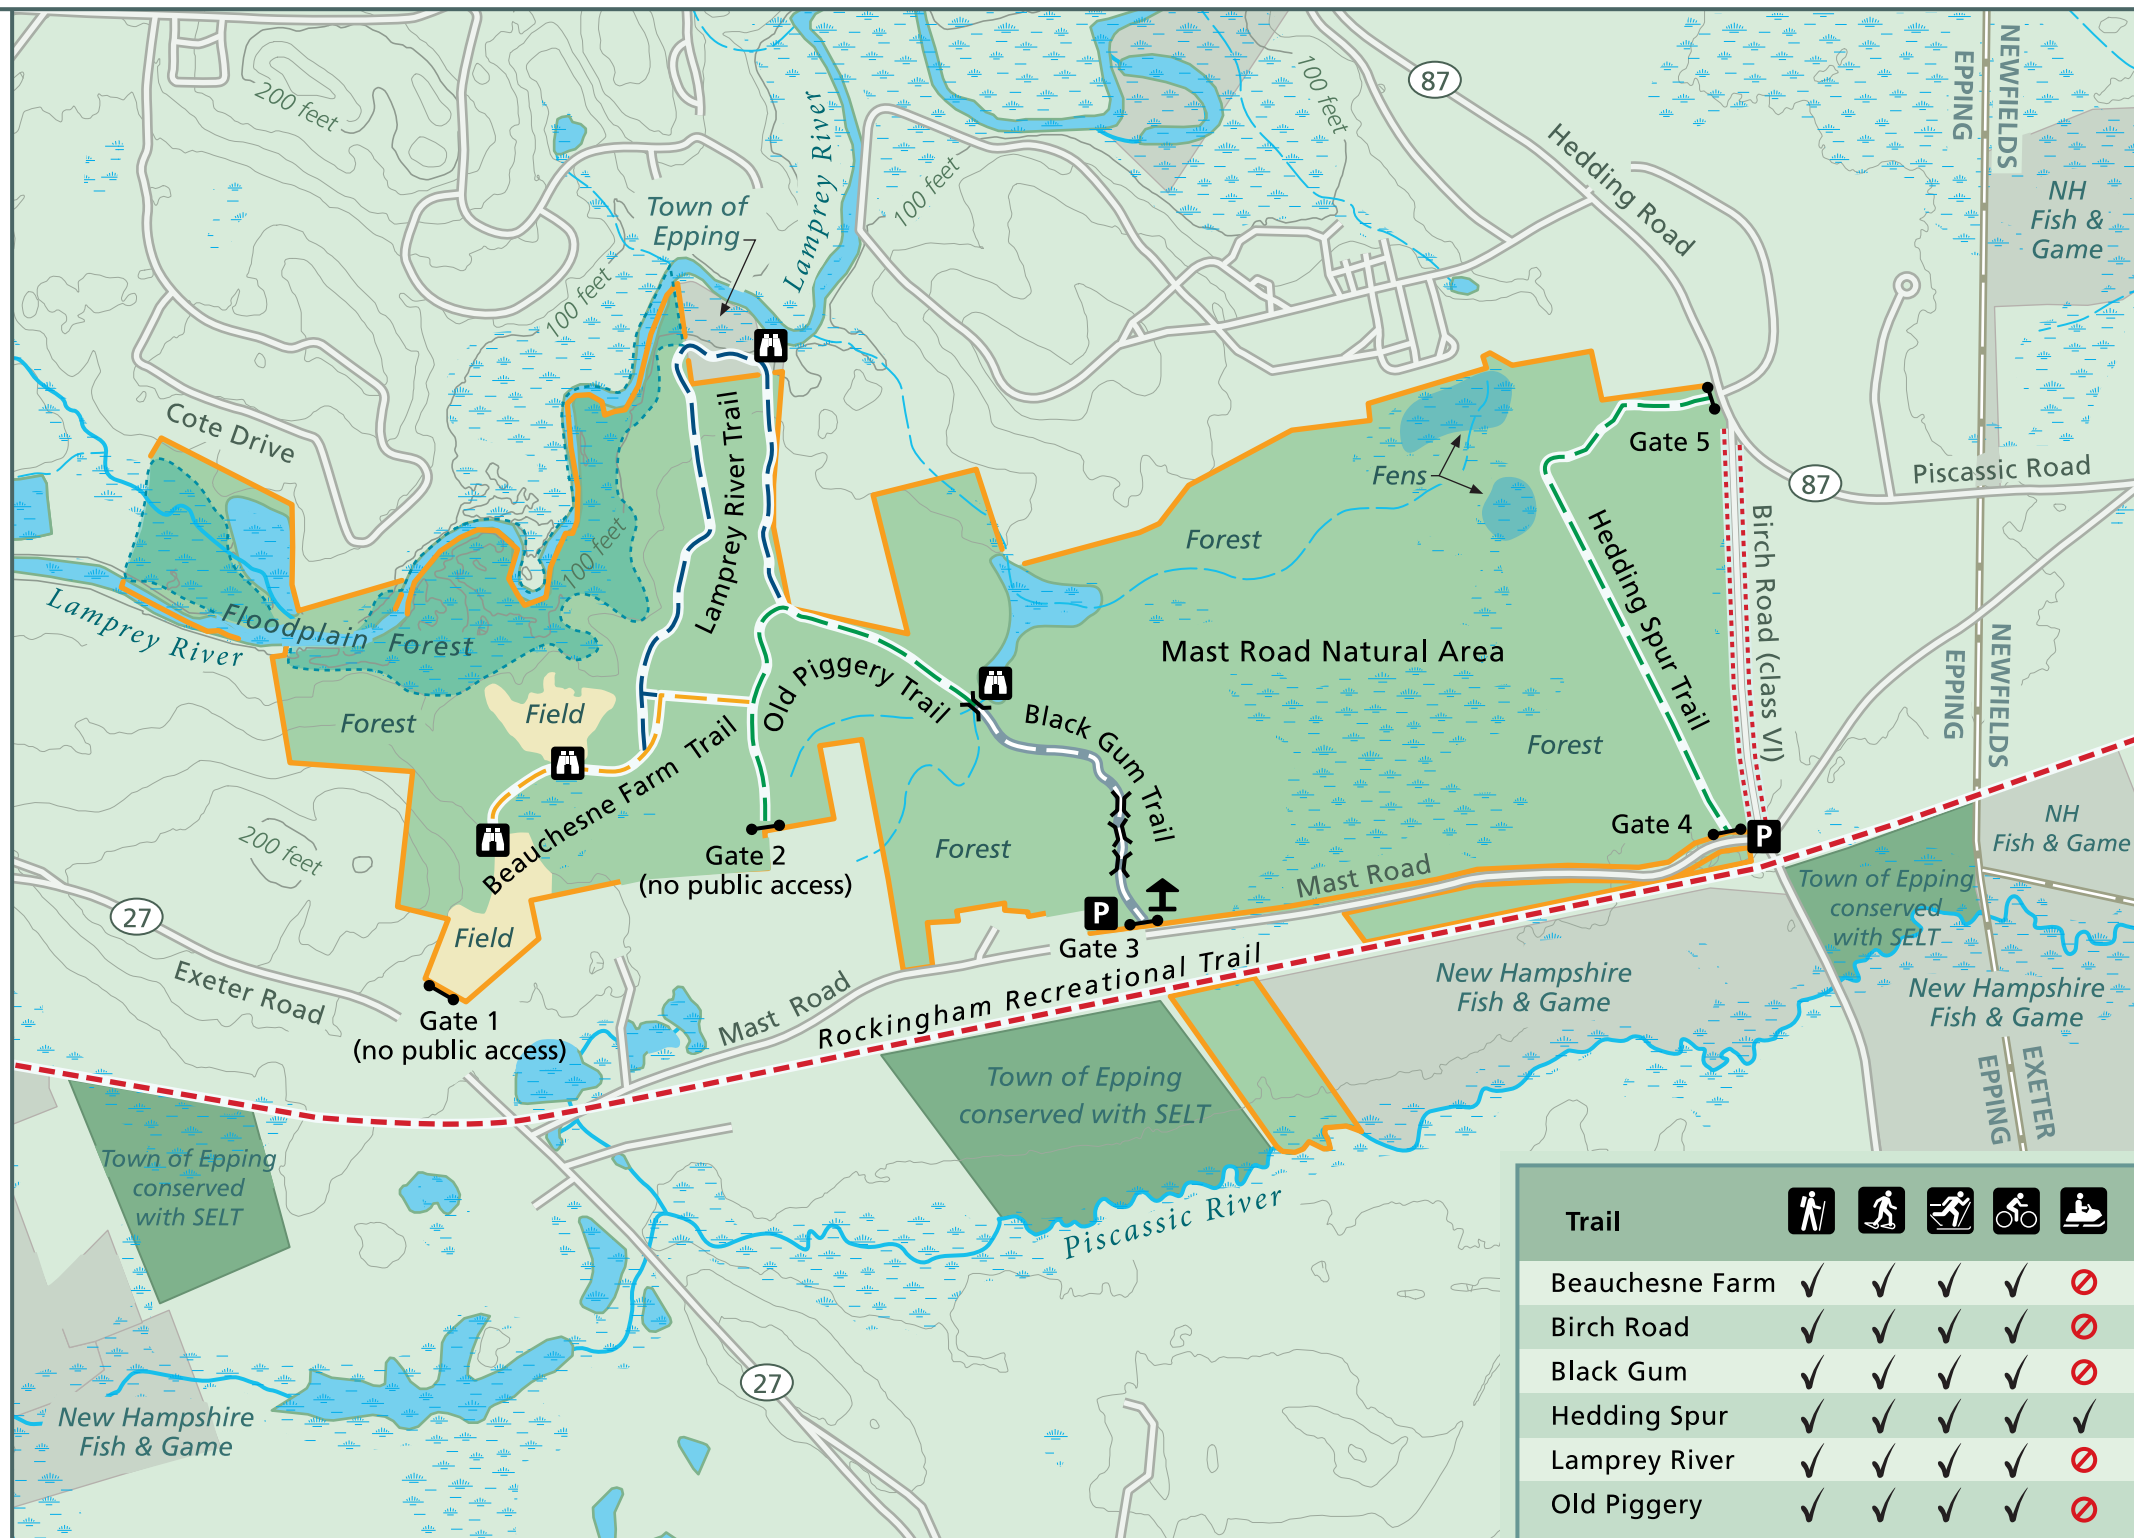 200 feet
100 feet
87
Hedding Road
EPPING
NEWFIELDS
NH
Fish &
Game
Lamprey River
100 feet
Town of
Epping
100 feet
Cote Drive
Lamprey River Trail
Gate 5
Fens
87
Piscassic Road
Birch Road (class VI)
Hedding Spur Trail
Forest
100 feet
Lamprey River
Floodplain Forest
Mast Road Natural Area
EPPING
NEWFIELDS
Forest
Field
Old Piggery Trail
Black Gum Trail
Forest
Beauchesne Farm Trail
200 feet
Gate 2
(no public access)
Forest
Gate 4
P
NH
Fish & Game
Mast Road
Town of Epping
conserved
with SELT
27
Field
P
Gate 3
Exeter Road
Gate 1
(no public access)
Mast Road
Rockingham Recreational Trail
New Hampshire
Fish & Game
New Hampshire
Fish & Game
EPPING
EXETER
Town of Epping
conserved with SELT
Town of Epping
conserved
with SELT
Piscassic River
27
New Hampshire
Fish & Game
Trail
Beauchesne Farm
Birch Road
Black Gum
Hedding Spur
Lamprey River
Old Piggery